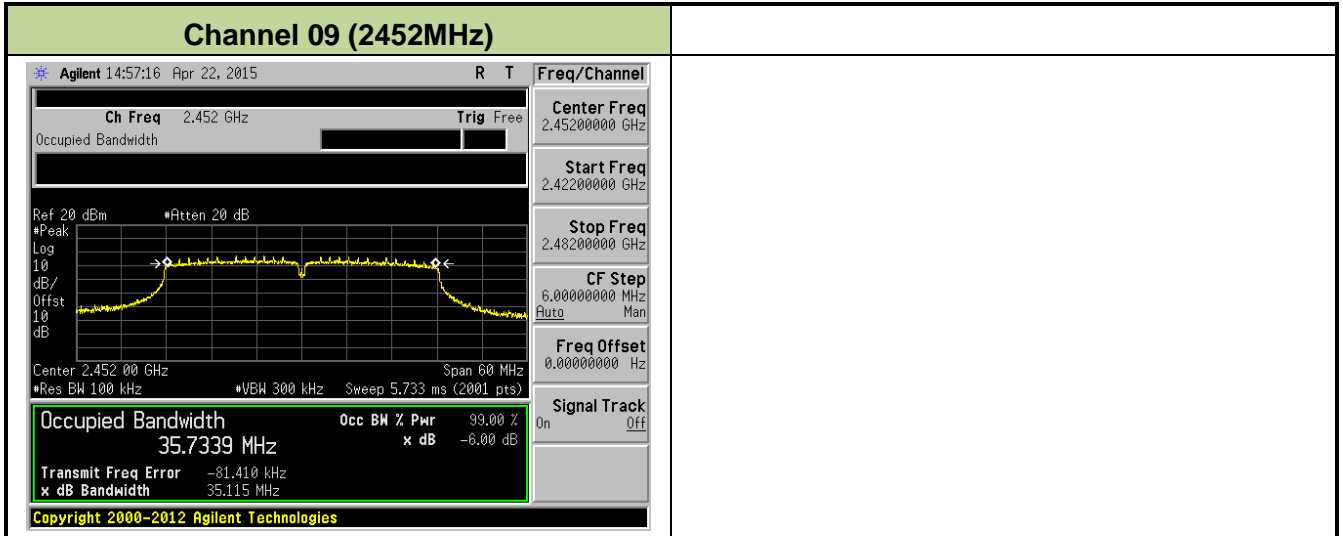 Channel 09 (2452MHz)
Agilent 14:57:16 Apr 22, 2015 R T Freq/Channel
Ch Freq 2.452 GHz Trig Free
Occupied Bandwidth
Center Freq
2.45200000 GHz
Start Freq
2.42200000 GHz
Stop Freq
2.48200000 GHz
CF Step
6.00000000 MHz
Auto Man
Freq Offset
0.00000000 Hz
Signal Track
On Off
Ref 20 dBm #Atten 20 dB
#Peak
Log
10
dB/
Offst
10
dB
Center 2.452 00 GHz Span 60 MHz
#Res BW 100 kHz #VBW 300 kHz Sweep 5.733 ms (2001 pts)
Occupied Bandwidth Occ BW % Pwr 99.00 %
35.7339 MHz x dB -6.00 dB
Transmit Freq Error -81.410 kHz
x dB Bandwidth 35.115 MHz
Copyright 2000-2012 Agilent Technologies